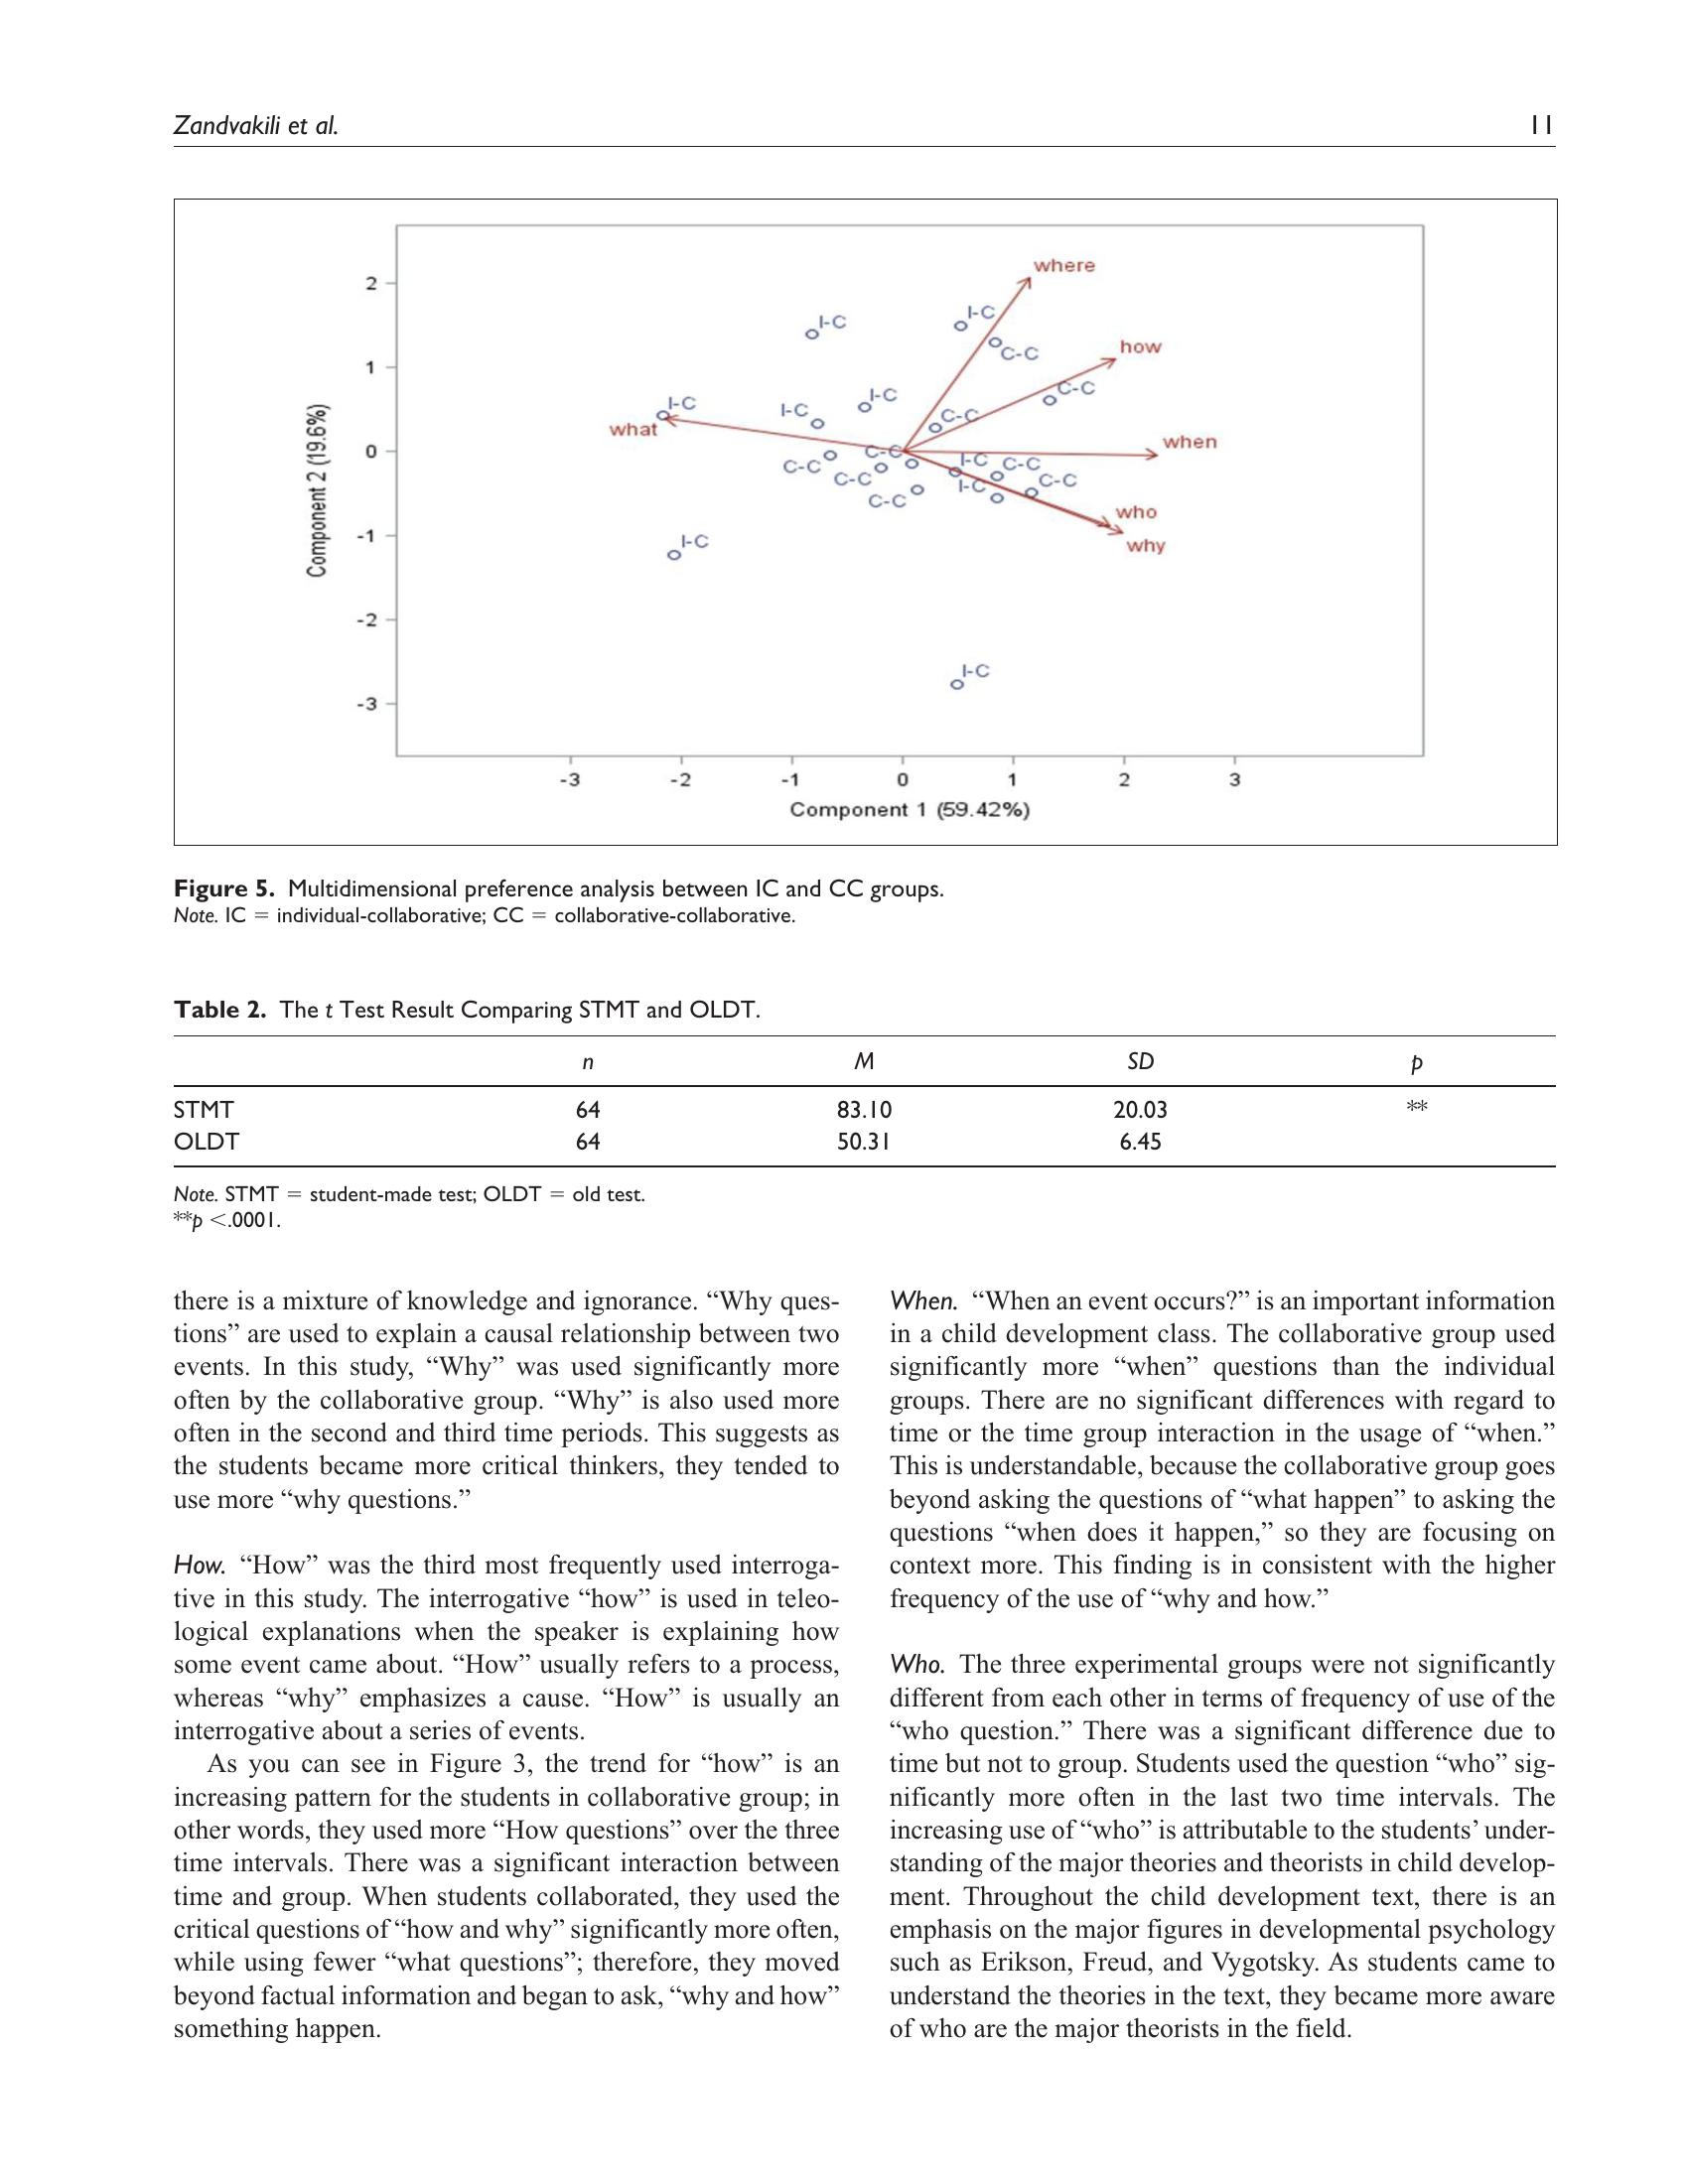 Zandvakili et al.
11
where
I-C
I-C
how
C-C
C-C
I-C
I-C
I-C
C-C
what
when
C-C
I-C
C-C
C-C
C-C
I-C
C-C
C-C
who
why
I-C
I-C
2
1
0
-1
-2
-3
Component 2 (19.6%)
-3
-2
-1
0
1
2
3
Component 1 (59.42%)
Figure 5. Multidimensional preference analysis between IC and CC groups.
Note. IC = individual-collaborative; CC = collaborative-collaborative.
Table 2. The t Test Result Comparing STMT and OLDT.
n M SD p
STMT 64 83.10 20.03 **
OLDT 64 50.31 6.45
Note. STMT = student-made test; OLDT = old test.
**p <.0001.
there is a mixture of knowledge and ignorance. “Why ques-
tions” are used to explain a causal relationship between two
events. In this study, “Why” was used significantly more
often by the collaborative group. “Why” is also used more
often in the second and third time periods. This suggests as
the students became more critical thinkers, they tended to
use more “why questions.”
How. “How” was the third most frequently used interroga-
tive in this study. The interrogative “how” is used in teleo-
logical explanations when the speaker is explaining how
some event came about. “How” usually refers to a process,
whereas “why” emphasizes a cause. “How” is usually an
interrogative about a series of events.
As you can see in Figure 3, the trend for “how” is an
increasing pattern for the students in collaborative group; in
other words, they used more “How questions” over the three
time intervals. There was a significant interaction between
time and group. When students collaborated, they used the
critical questions of “how and why” significantly more often,
while using fewer “what questions”; therefore, they moved
beyond factual information and began to ask, “why and how”
something happen.
When. “When an event occurs?” is an important information
in a child development class. The collaborative group used
significantly more “when” questions than the individual
groups. There are no significant differences with regard to
time or the time group interaction in the usage of “when.”
This is understandable, because the collaborative group goes
beyond asking the questions of “what happen” to asking the
questions “when does it happen,” so they are focusing on
context more. This finding is in consistent with the higher
frequency of the use of “why and how.”
Who. The three experimental groups were not significantly
different from each other in terms of frequency of use of the
“who question.” There was a significant difference due to
time but not to group. Students used the question “who” sig-
nificantly more often in the last two time intervals. The
increasing use of “who” is attributable to the students’ under-
standing of the major theories and theorists in child develop-
ment. Throughout the child development text, there is an
emphasis on the major figures in developmental psychology
such as Erikson, Freud, and Vygotsky. As students came to
understand the theories in the text, they became more aware
of who are the major theorists in the field.